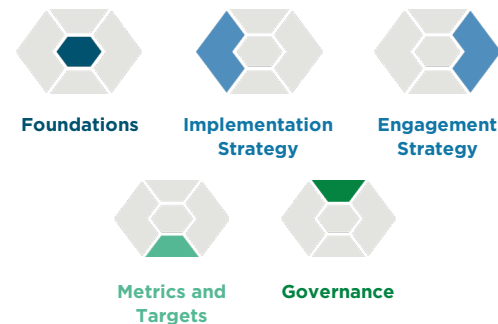 Foundations
Implementation
Strategy
Engagement
Strategy
Metrics and
Targets
Governance